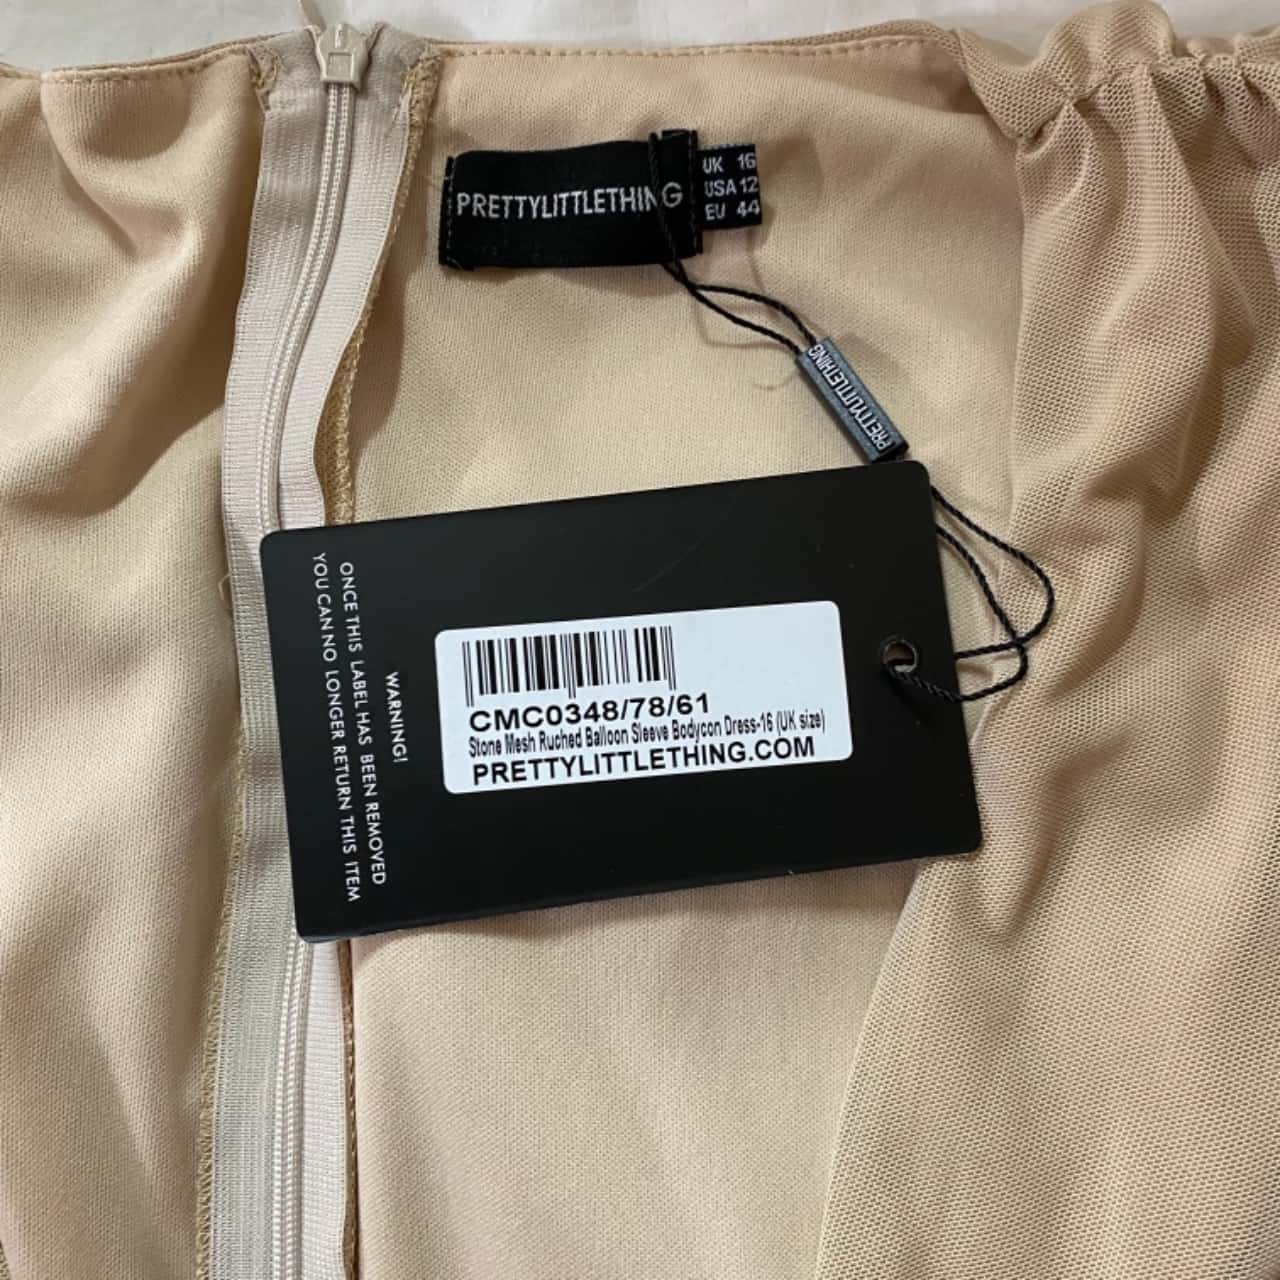 PRETTYLITTLETHING
UK 16
USA 12
EU 44
PRETTYLITTLETHING
WARNING!
ONCE THIS LABEL HAS BEEN REMOVED
YOU CAN NO LONGER RETURN THIS ITEM
CMC0348/78/61
Stone Mesh Ruched Balloon Sleeve Bodycon Dress-16 (UK size)
PRETTYLITTLETHING.COM